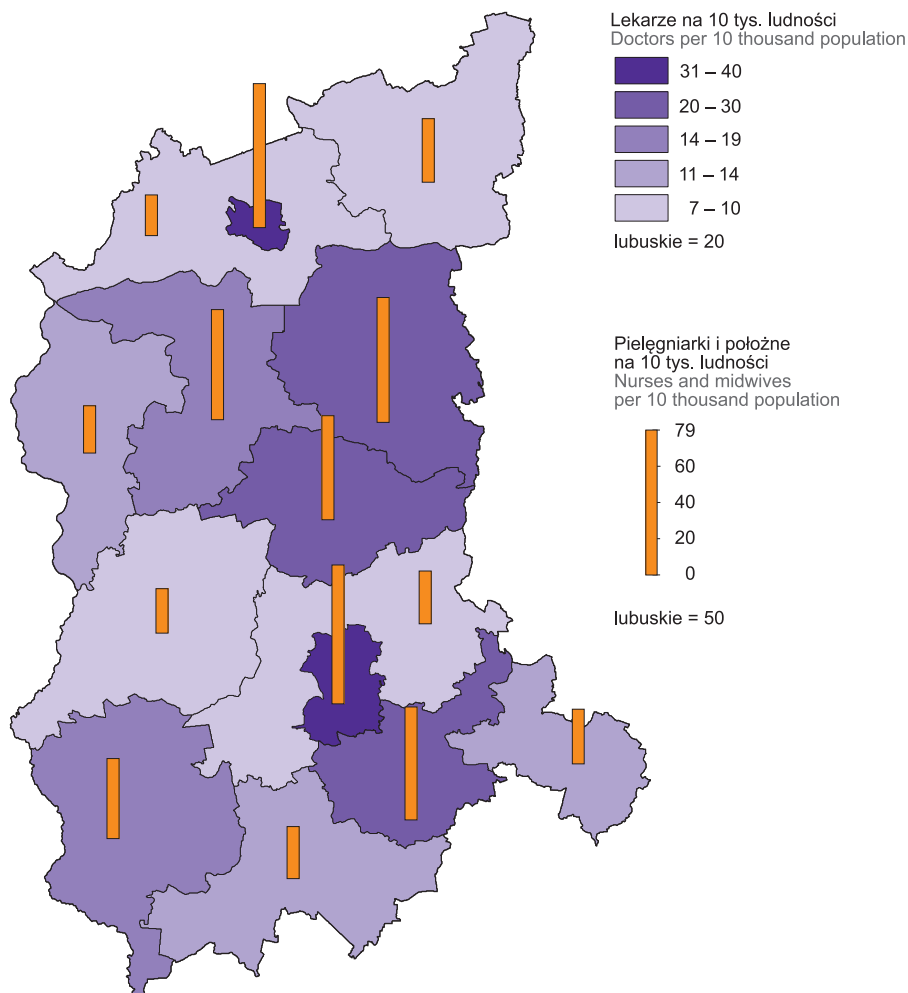 Lekarze na 10 tys. ludności
Doctors per 10 thousand population
31 – 40
20 – 30
14 – 19
11 – 14
7 – 10
lubuskie = 20
Pielęgniarki i położne
na 10 tys. ludności
Nurses and midwives
per 10 thousand population
79
60
40
20
0
lubuskie = 50